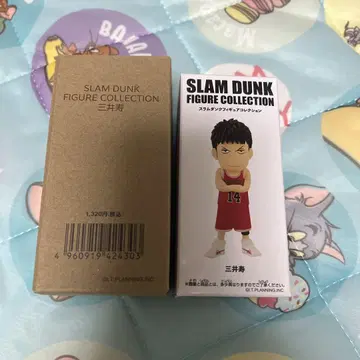 SLAM DUNK
FIGURE COLLECTION
三井寿
1,320円(税込)
4 960919 424303
©I.T.PLANNING,INC.
SLAM DUNK
FIGURE COLLECTION
スラムダンクフィギュアコレクション
14
三井寿
©I.T.PLANNING,INC.